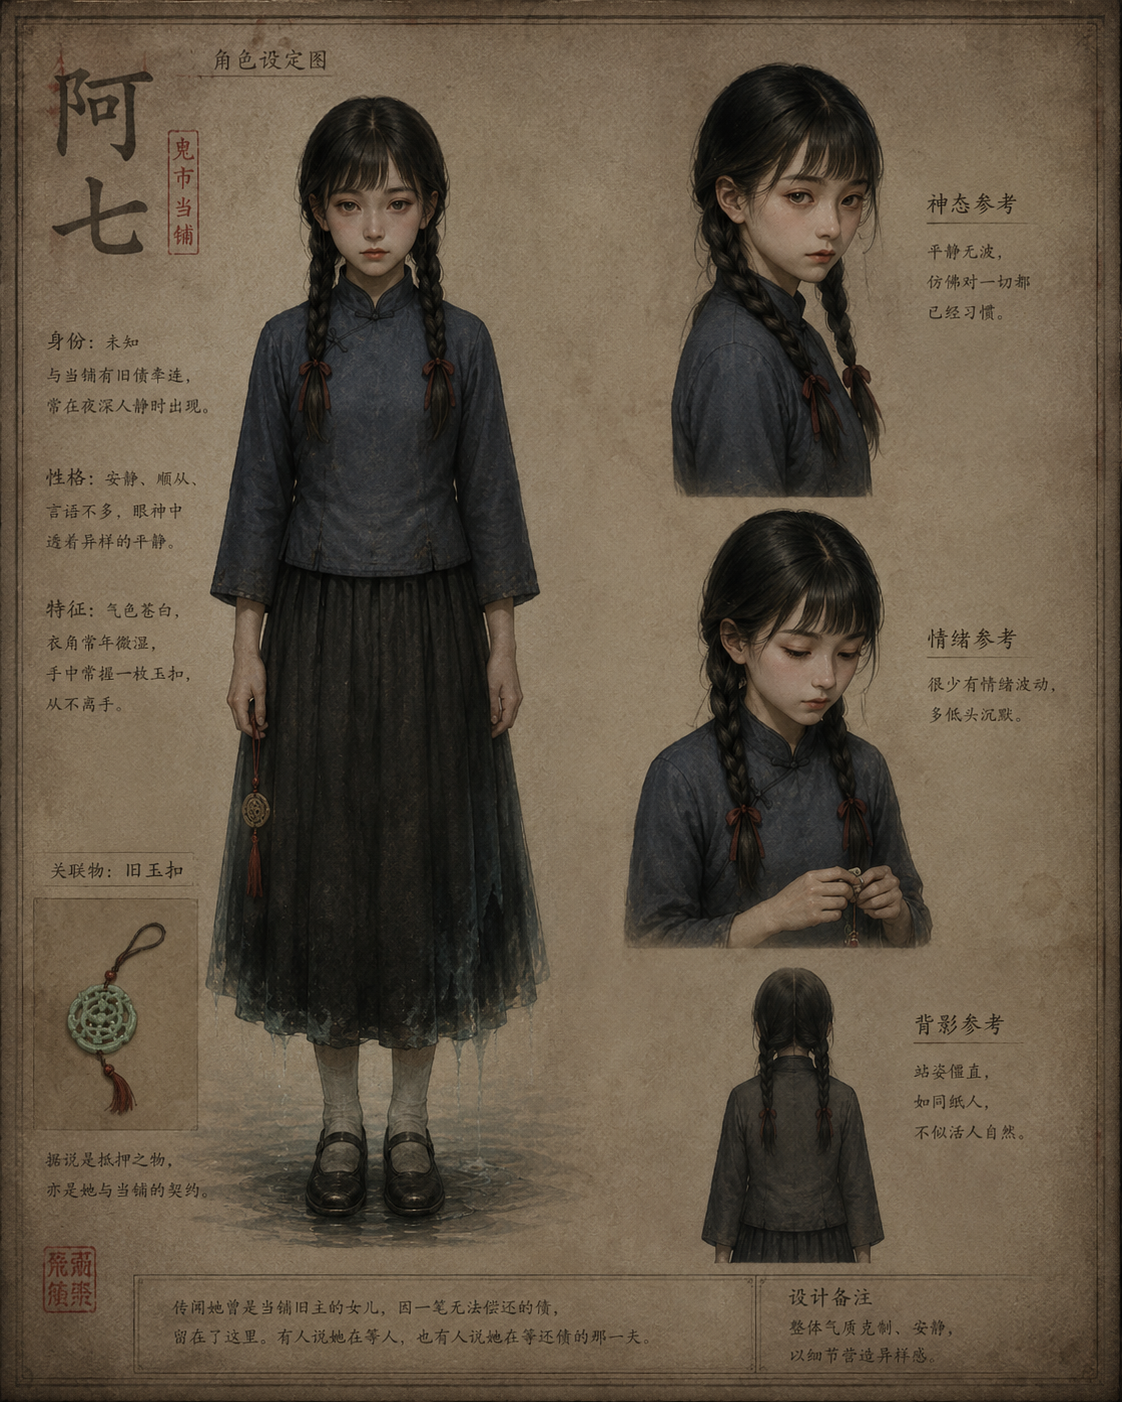 角色设定图
阿七
鬼市当铺
身份：未知
与当铺有旧债牵连，
常在夜深人静时出现。
性格：安静、顺从、
言语不多，眼神中
透着异样的平静。
特征：气色苍白，
衣角常年微湿，
手中常握一枚玉扣，
从不离手。
关联物：旧玉扣
据说是抵押之物，
亦是她与当铺的契约。
神态参考
平静无波，
仿佛对一切都
已经习惯。
情绪参考
很少有情绪波动，
多低头沉默。
背影参考
站姿僵直，
如同纸人，
不似活人自然。
传闻她曾是当铺旧主的女儿，因一笔无法偿还的债，
留在了这里。有人说她在等人，也有人说她在等还债的那一夫。
设计备注
整体气质克制、安静，
以细节营造异样感。